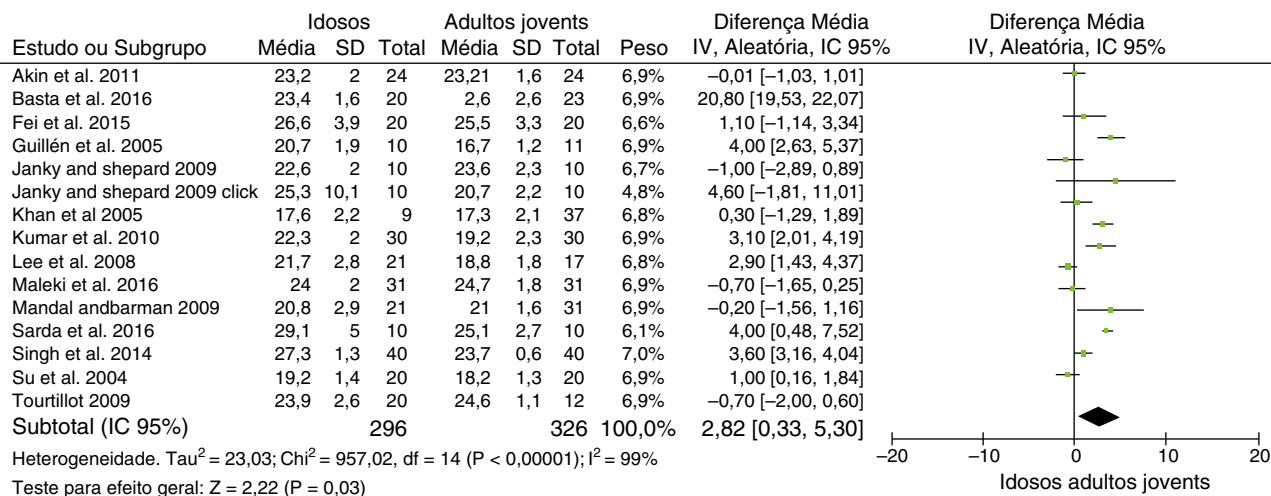 Idosos Adultos jovents Diferença Média Diferença Média
Estudo ou Subgrupo Média SD Total Média SD Total Peso IV, Aleatória, IC 95% IV, Aleatória, IC 95%
Akin et al. 2011 23,2 2 24 23,21 1,6 24 6,9% –0,01 [–1,03, 1,01]
Basta et al. 2016 23,4 1,6 20 2,6 2,6 23 6,9% 20,80 [19,53, 22,07]
Fei et al. 2015 26,6 3,9 20 25,5 3,3 20 6,6% 1,10 [–1,14, 3,34]
Guillén et al. 2005 20,7 1,9 10 16,7 1,2 11 6,9% 4,00 [2,63, 5,37]
Janky and shepard 2009 22,6 2 10 23,6 2,3 10 6,7% –1,00 [–2,89, 0,89]
Janky and shepard 2009 click 25,3 10,1 10 20,7 2,2 10 4,8% 4,60 [–1,81, 11,01]
Khan et al 2005 17,6 2,2 9 17,3 2,1 37 6,8% 0,30 [–1,29, 1,89]
Kumar et al. 2010 22,3 2 30 19,2 2,3 30 6,9% 3,10 [2,01, 4,19]
Lee et al. 2008 21,7 2,8 21 18,8 1,8 17 6,8% 2,90 [1,43, 4,37]
Maleki et al. 2016 24 2 31 24,7 1,8 31 6,9% –0,70 [–1,65, 0,25]
Mandal andbarman 2009 20,8 2,9 21 21 1,6 31 6,9% –0,20 [–1,56, 1,16]
Sarda et al. 2016 29,1 5 10 25,1 2,7 10 6,1% 4,00 [0,48, 7,52]
Singh et al. 2014 27,3 1,3 40 23,7 0,6 40 7,0% 3,60 [3,16, 4,04]
Su et al. 2004 19,2 1,4 20 18,2 1,3 20 6,9% 1,00 [0,16, 1,84]
Tourtillot 2009 23,9 2,6 20 24,6 1,1 12 6,9% –0,70 [–2,00, 0,60]
Subtotal (IC 95%) 296 326 100,0% 2,82 [0,33, 5,30]
Heterogeneidade. Tau² = 23,03; Chi² = 957,02, df = 14 (P < 0,00001); I² = 99%
Teste para efeito geral: Z = 2,22 (P = 0,03)
–20 –10 0 10 20
Idosos adultos jovents